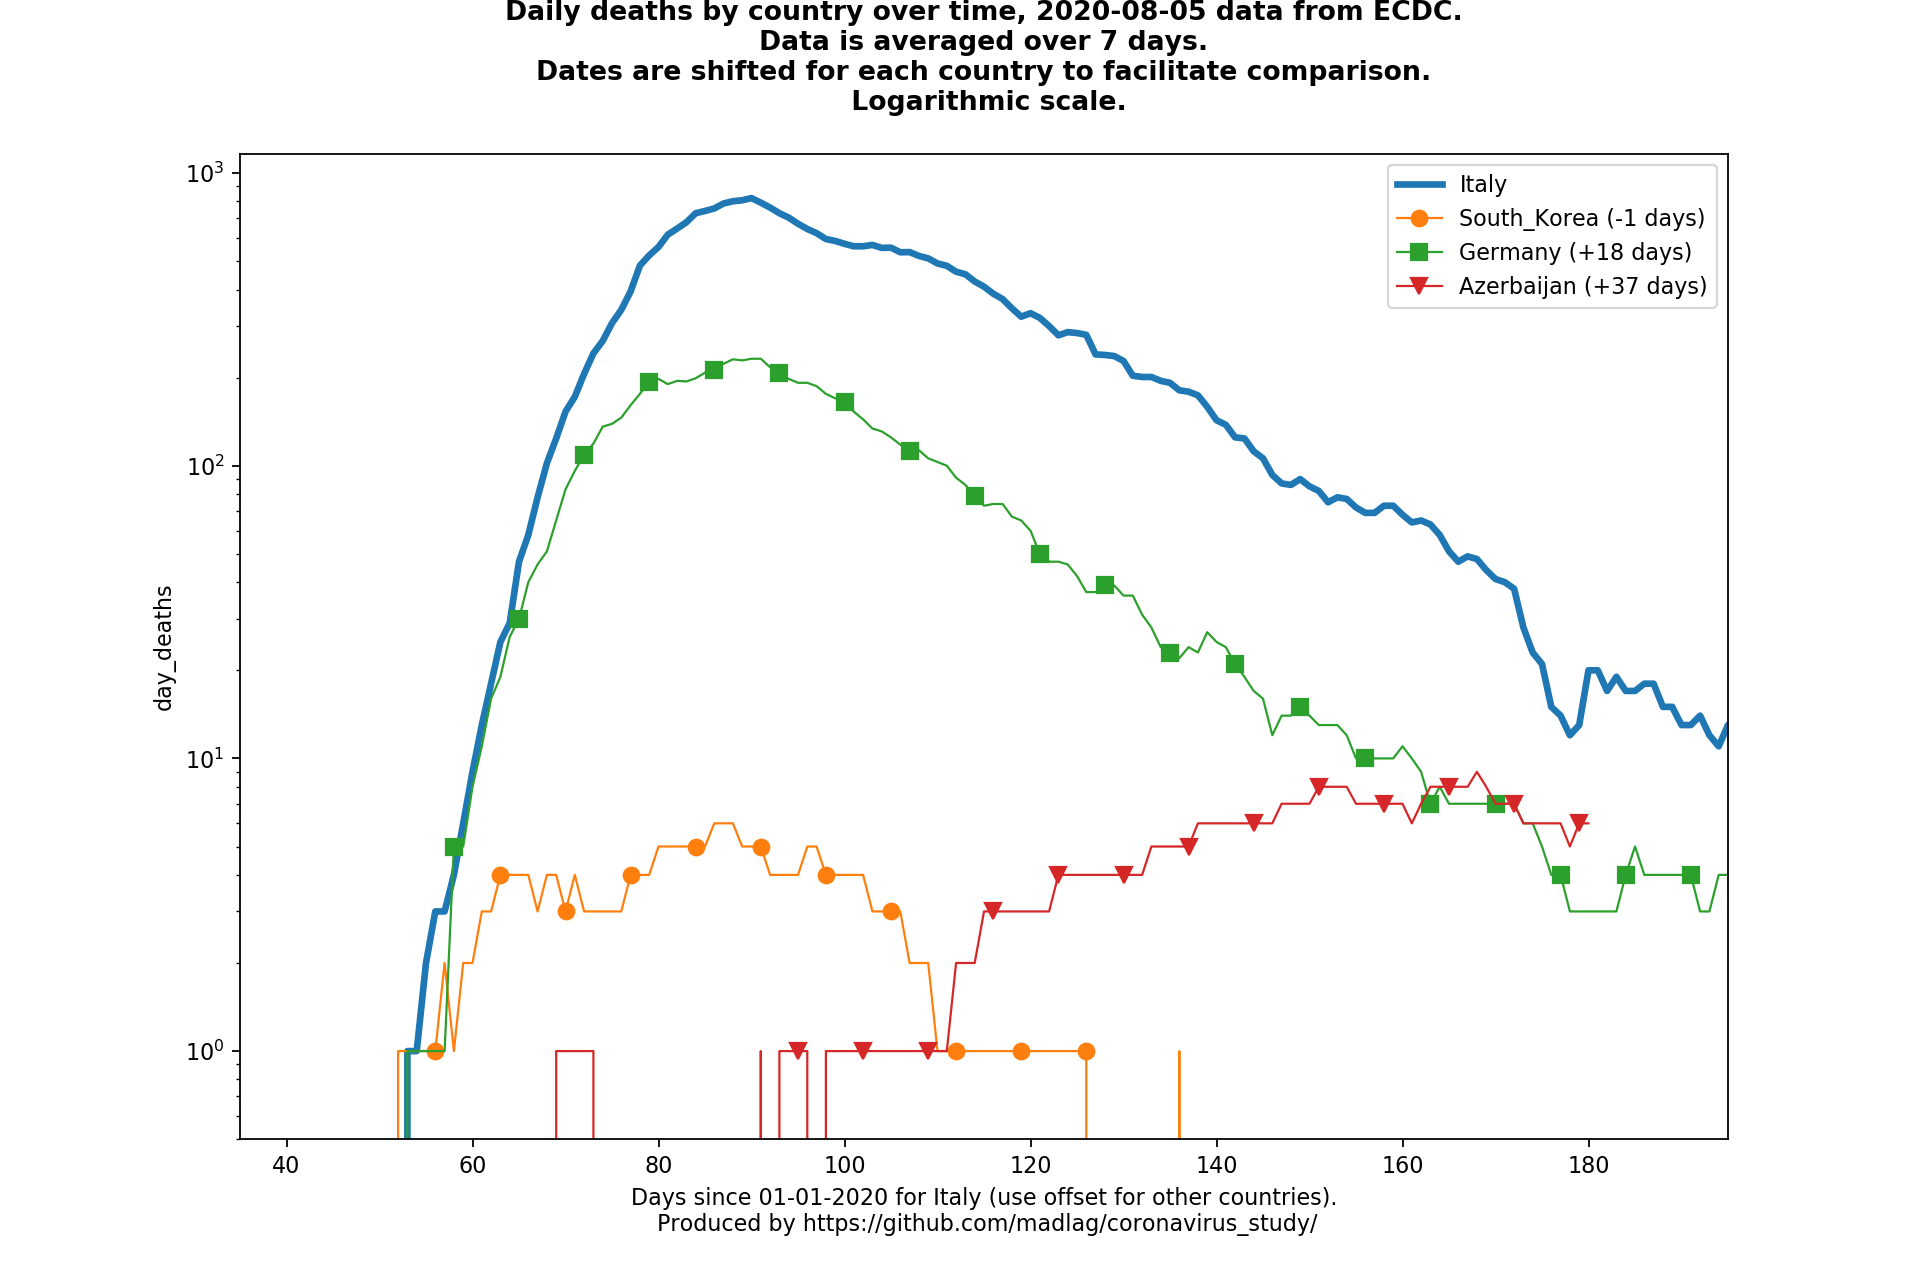 Daily deaths by country over time, 2020-08-05 data from ECDC.
Data is averaged over 7 days.
Dates are shifted for each country to facilitate comparison.
Logarithmic scale.
10³
10²
10¹
10⁰
day_deaths
Italy
South_Korea (-1 days)
Germany (+18 days)
Azerbaijan (+37 days)
40 60 80 100 120 140 160 180
Days since 01-01-2020 for Italy (use offset for other countries).
Produced by https://github.com/madlag/coronavirus_study/